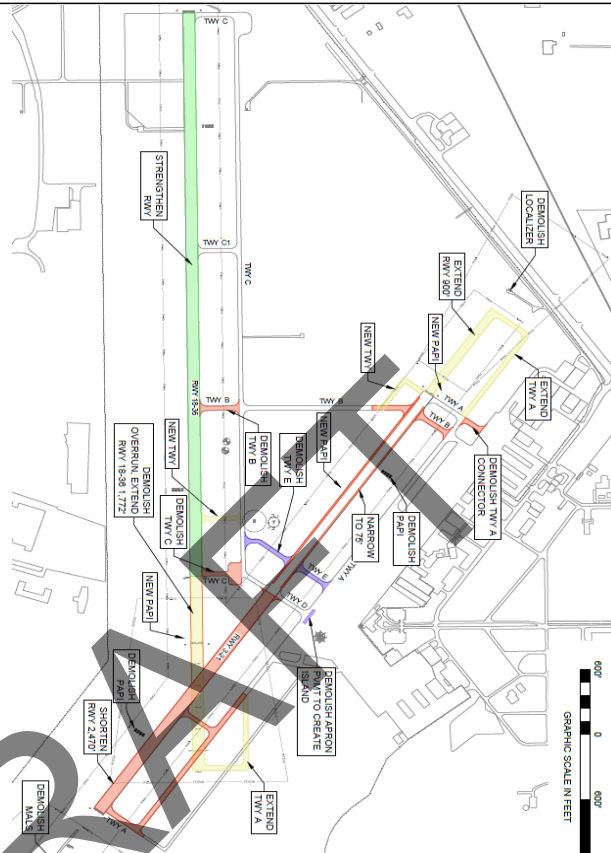 TWY C
STRENGTHEN
RWY
TWY C1
TWY C
DEMOLISH
LOCALIZER
EXTEND
RWY 900'
NEW PAPI
EXTEND
TWY A
NEW TWY
TWY A
TWY B
TWY B
TWY B
RWY 18-36
DEMOLISH
TWY B
DEMOLISH TWY A
CONNECTOR
NEW PAPI
DEMOLISH
TWY E
NARROW
TO 75'
DEMOLISH
PAPI
NEW TWY
DEMOLISH
OVERRUN, EXTEND
RWY 18-36 1,772'
DEMOLISH
TWY C
TWY C
TWY E
TWY A
TWY D
NEW PAPI
RWY 3-21
DEMOLISH APRON
PVMT TO CREATE
ISLAND
DEMOLISH
PAPI
SHORTEN
RWY 2,470'
EXTEND
TWY A
TWY A
DEMOLISH
MALS
600'
0
600'
GRAPHIC SCALE IN FEET
DRAFT